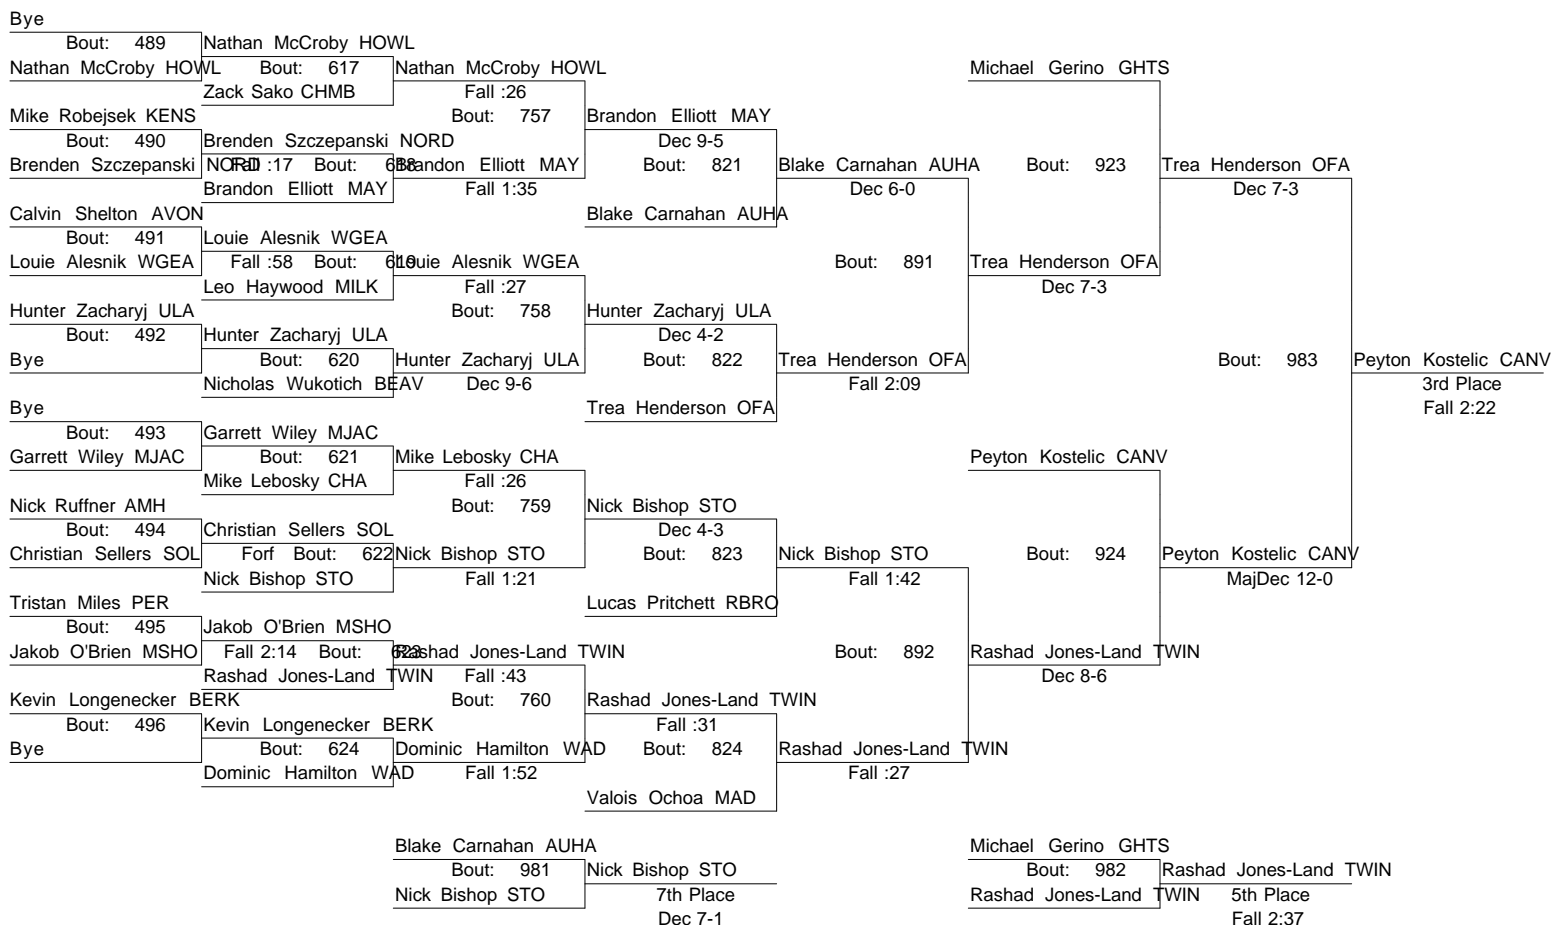 Bye
Bout: 489 Nathan McCroby HOWL
Nathan McCroby HOWL Bout: 617 Nathan McCroby HOWL Michael Gerino GHTS
Zack Sako CHMB Fall :26
Mike Robejsek KENS Bout: 757 Brandon Elliott MAY
Bout: 490 Brenden Szczepanski NORD Dec 9-5
Brenden Szczepanski NORD Fall :17 Bout: 618 Brandon Elliott MAY Bout: 821 Blake Carnahan AUHA Bout: 923 Trea Henderson OFA
Brandon Elliott MAY Fall 1:35 Dec 6-0 Dec 7-3
Calvin Shelton AVON Blake Carnahan AUHA
Bout: 491 Louie Alesnik WGEA
Louie Alesnik WGEA Fall :58 Bout: 619 Louie Alesnik WGEA Bout: 891 Trea Henderson OFA
Leo Haywood MILK Fall :27 Dec 7-3
Hunter Zacharyj ULA Bout: 758 Hunter Zacharyj ULA
Bout: 492 Hunter Zacharyj ULA Dec 4-2
Bye Bout: 620 Hunter Zacharyj ULA Bout: 822 Trea Henderson OFA Bout: 983 Peyton Kostelic CANV
Nicholas Wukotich BEAV Dec 9-6 Fall 2:09 3rd Place
Bye Trea Henderson OFA Fall 2:22
Bout: 493 Garrett Wiley MJAC
Garrett Wiley MJAC Bout: 621 Mike Lebosky CHA Peyton Kostelic CANV
Mike Lebosky CHA Fall :26
Nick Ruffner AMH Bout: 759 Nick Bishop STO
Bout: 494 Christian Sellers SOL Dec 4-3
Christian Sellers SOL Forf Bout: 622 Nick Bishop STO Bout: 823 Nick Bishop STO Bout: 924 Peyton Kostelic CANV
Nick Bishop STO Fall 1:21 Fall 1:42 MajDec 12-0
Tristan Miles PER Lucas Pritchett RBRO
Bout: 495 Jakob O'Brien MSHO
Jakob O'Brien MSHO Fall 2:14 Bout: 623 Rashad Jones-Land TWIN Bout: 892 Rashad Jones-Land TWIN
Rashad Jones-Land TWIN Fall :43 Dec 8-6
Kevin Longenecker BERK Bout: 760 Rashad Jones-Land TWIN
Bout: 496 Kevin Longenecker BERK Fall :31
Bye Bout: 624 Dominic Hamilton WAD Bout: 824 Rashad Jones-Land TWIN
Dominic Hamilton WAD Fall 1:52 Fall :27
Valois Ochoa MAD
Blake Carnahan AUHA Michael Gerino GHTS
Bout: 981 Nick Bishop STO Bout: 982 Rashad Jones-Land TWIN
Nick Bishop STO 7th Place Rashad Jones-Land TWIN 5th Place
Dec 7-1 Fall 2:37